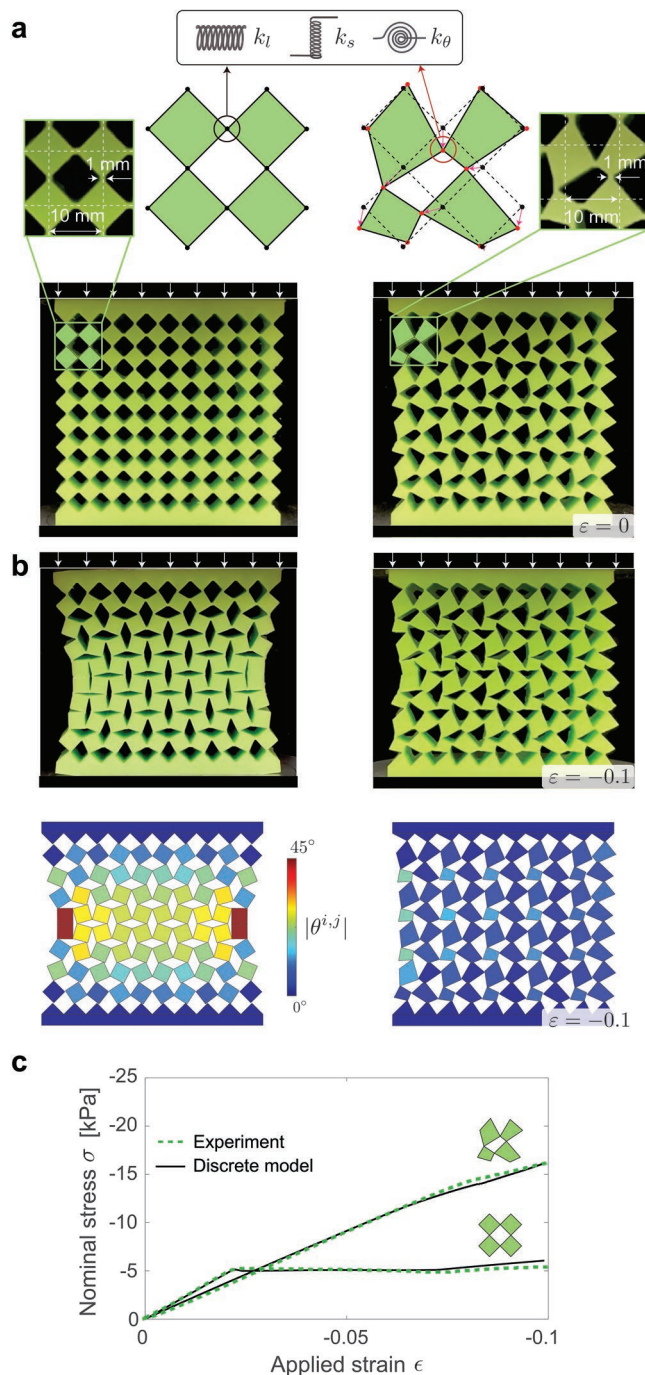 a
k_l k_s k_θ
1 mm
10 mm
1 mm
10 mm
ε = 0
b
ε = −0.1
45°
|θ^{i,j}|
0°
ε = −0.1
c
Nominal stress σ [kPa]
-25
-20
-15
-10
-5
0
Experiment
Discrete model
0 -0.05 -0.1
Applied strain ϵ